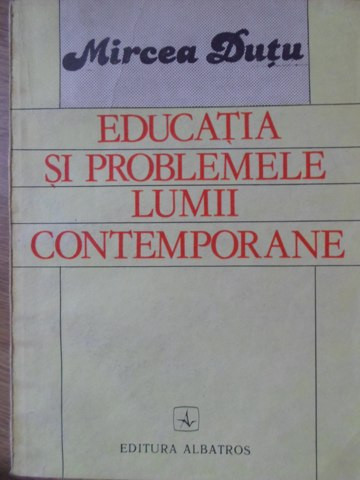 Mircea Duțu
EDUCAȚIA
ȘI PROBLEMELE
LUMII
CONTEMPORANE
EDITURA ALBATROS